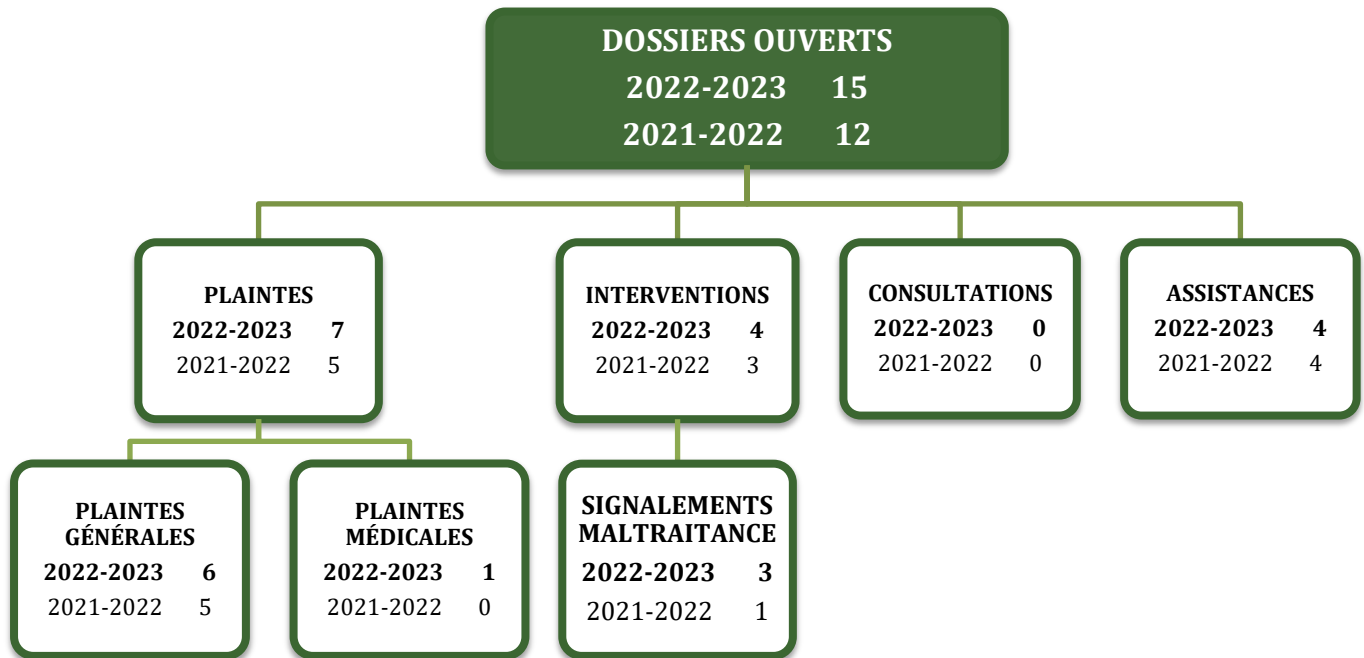 DOSSIERS OUVERTS
2022-2023 15
2021-2022 12
PLAINTES
2022-2023 7
2021-2022 5
INTERVENTIONS
2022-2023 4
2021-2022 3
CONSULTATIONS
2022-2023 0
2021-2022 0
ASSISTANCES
2022-2023 4
2021-2022 4
PLAINTES
GÉNÉRALES
2022-2023 6
2021-2022 5
PLAINTES
MÉDICALES
2022-2023 1
2021-2022 0
SIGNALEMENTS
MALTRAITANCE
2022-2023 3
2021-2022 1